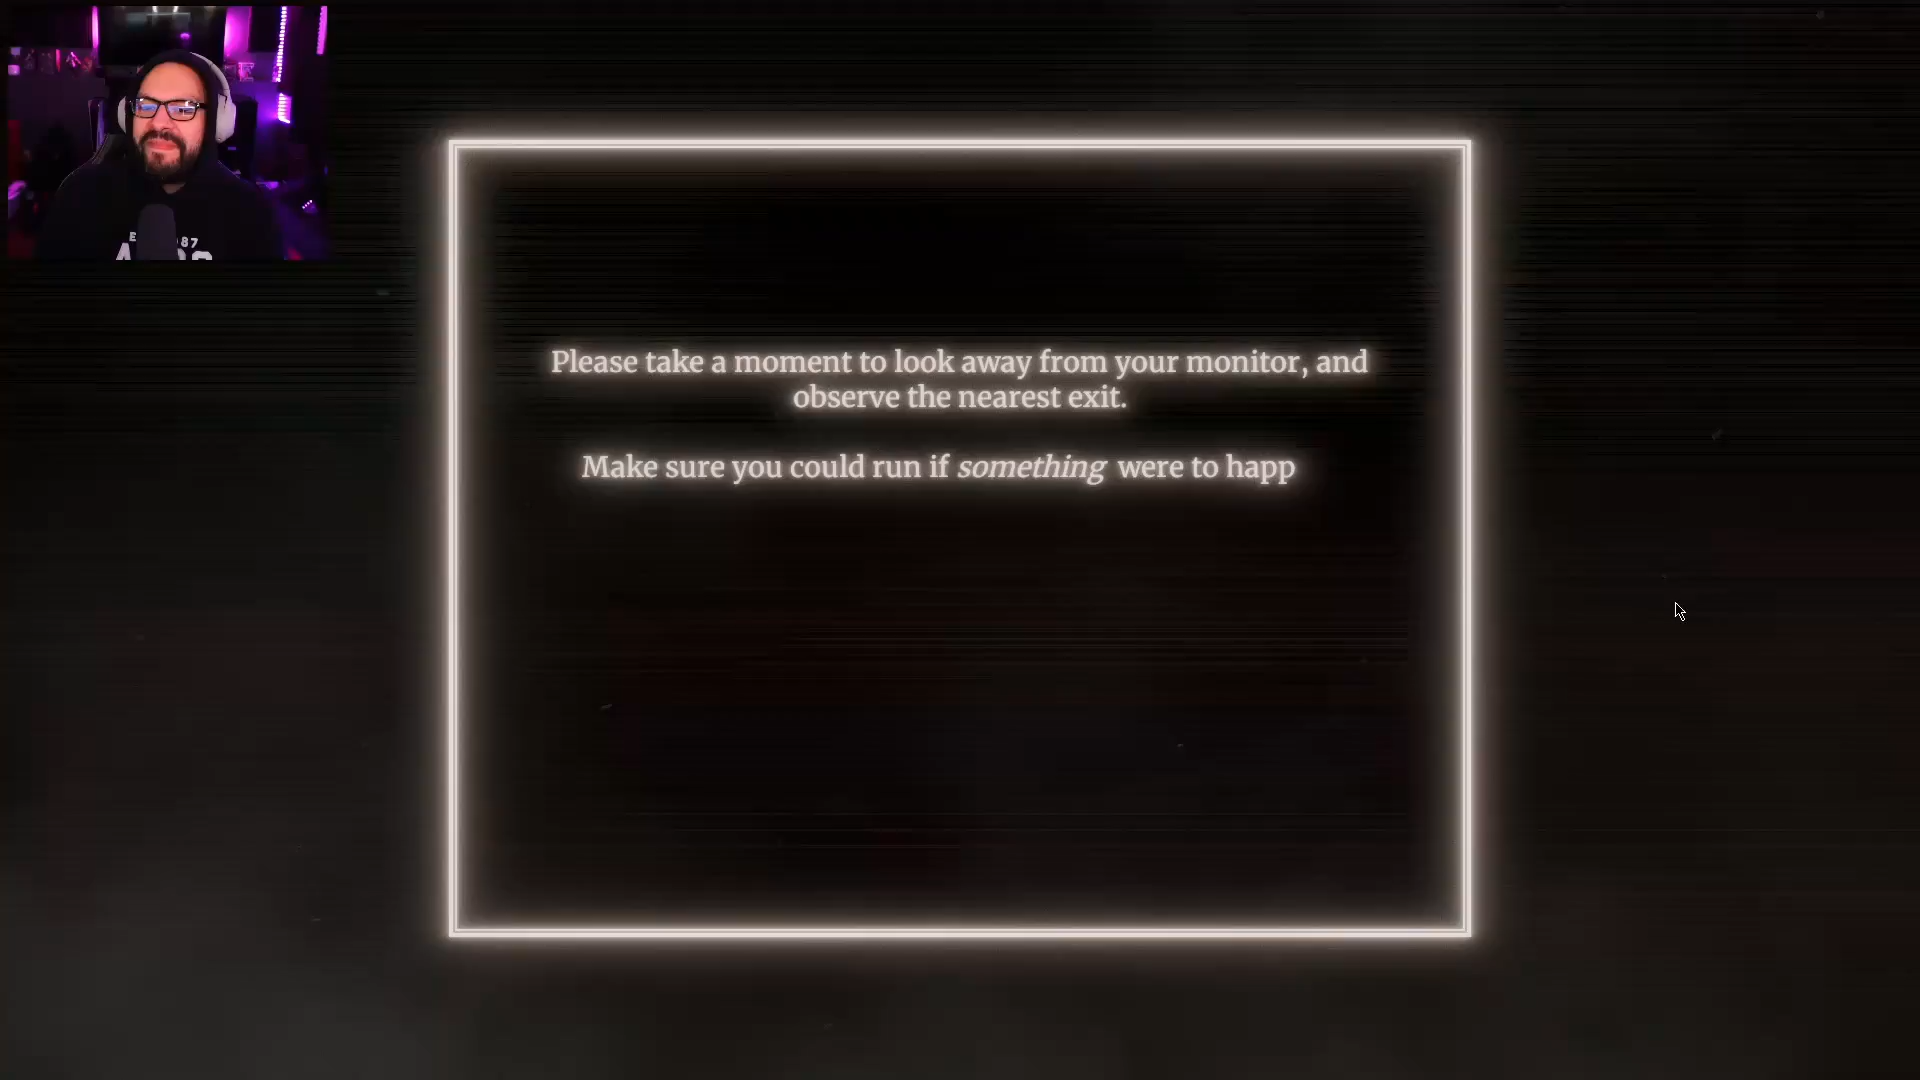 Please take a moment to look away from your monitor, and
observe the nearest exit.
Make sure you could run if something were to happ
87